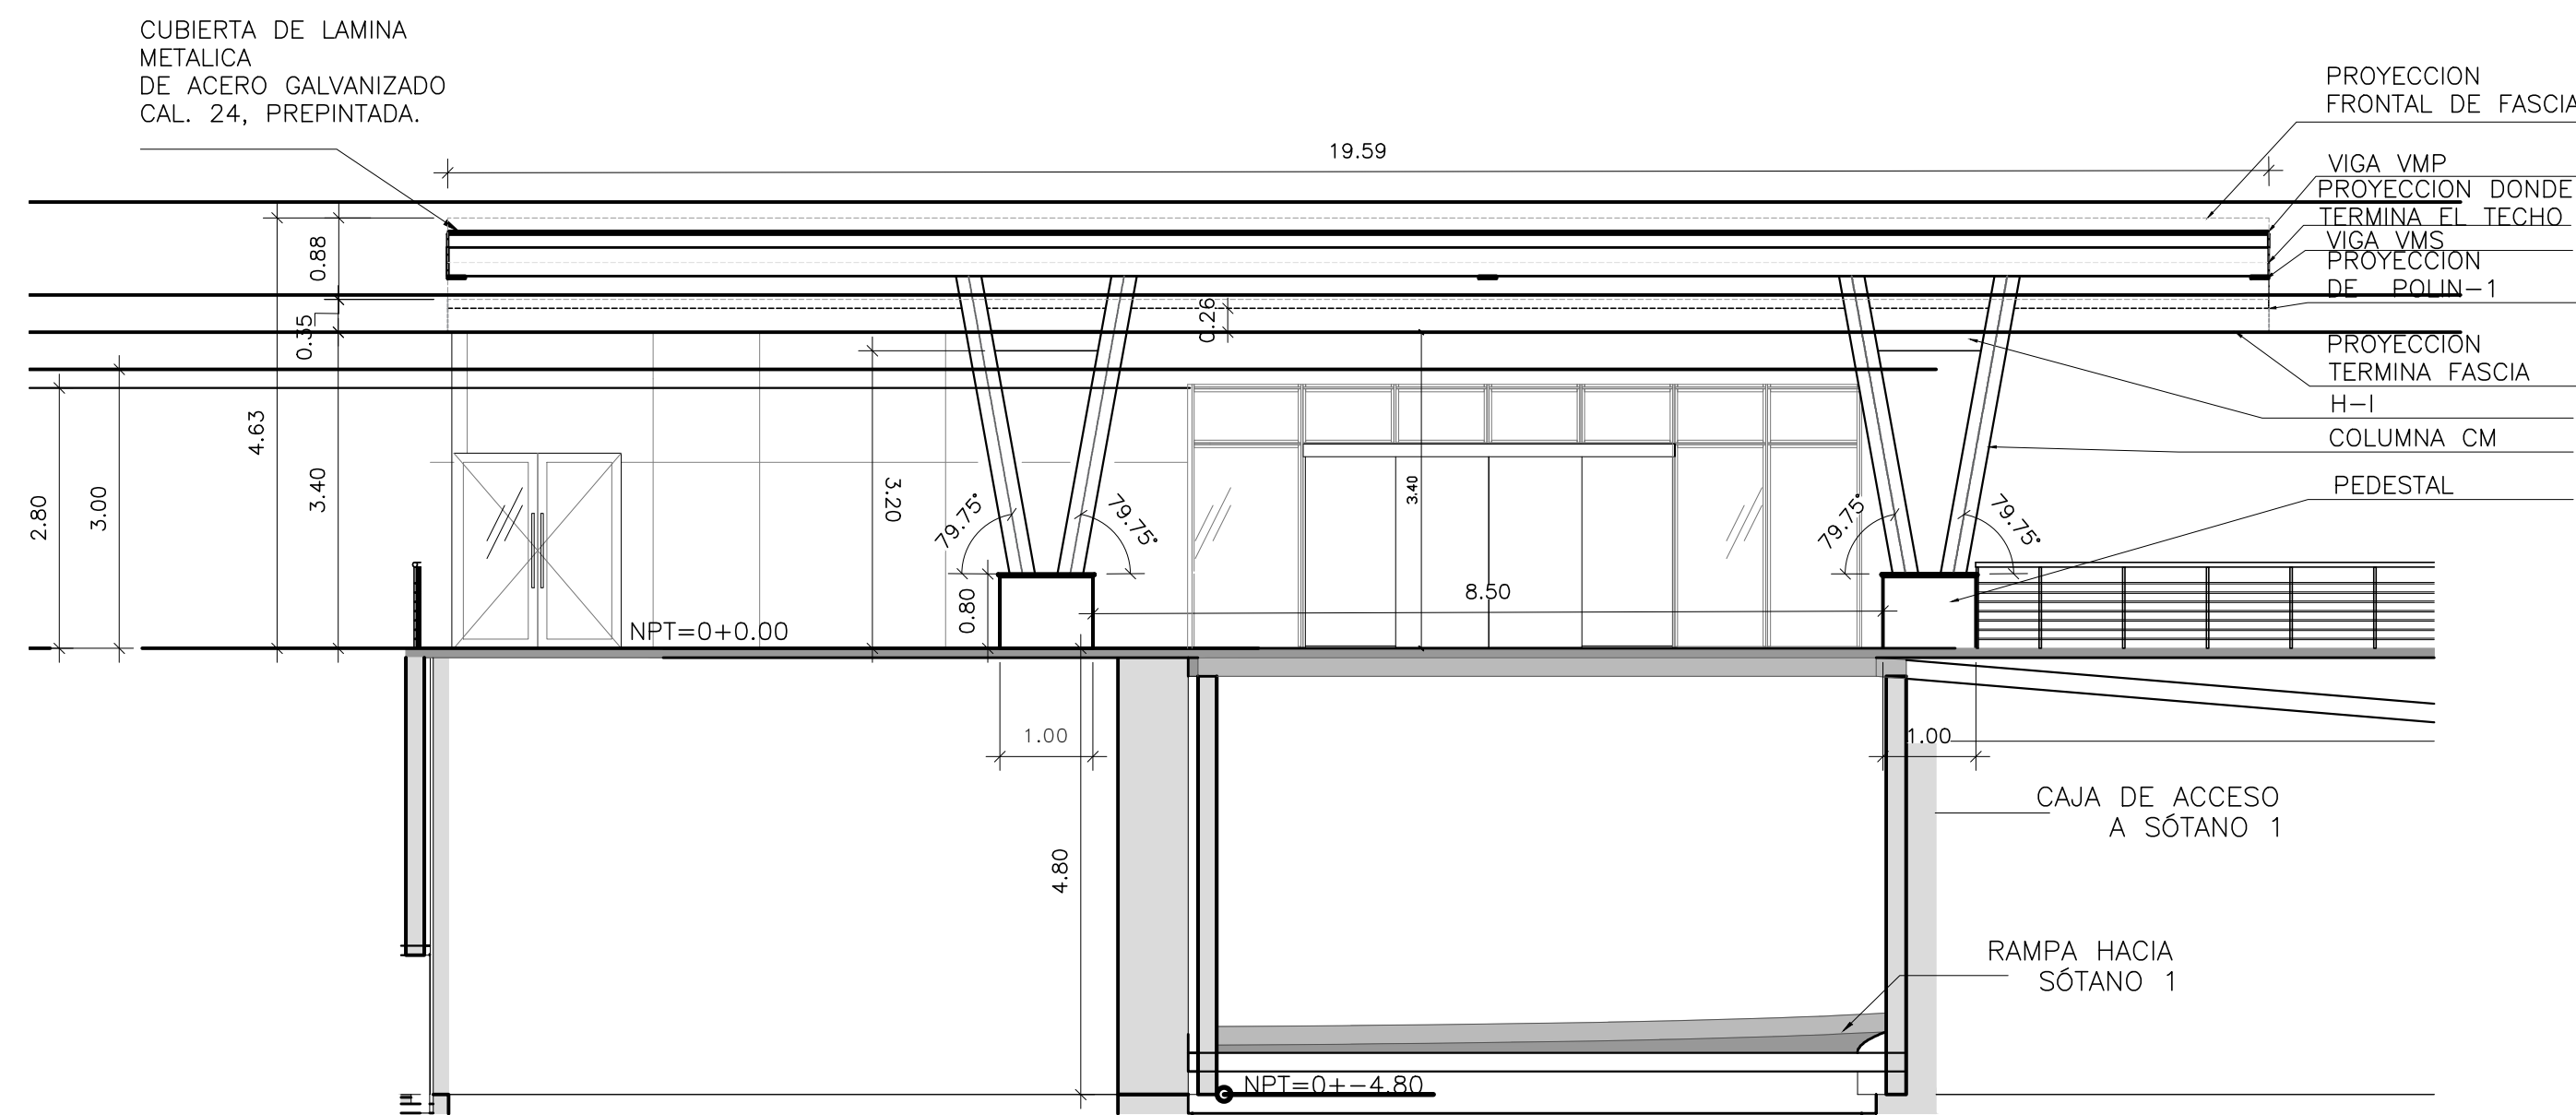 CUBIERTA DE LAMINA
METALICA
DE ACERO GALVANIZADO
CAL. 24, PREPINTADA.
PROYECCION
FRONTAL DE FASCIA
19.59
VIGA VMP
PROYECCION DONDE
TERMINA EL TECHO
VIGA VMS
PROYECCION
DE POLIN-1
0.88
0.35
0.26
PROYECCION
TERMINA FASCIA
H-I
COLUMNA CM
PEDESTAL
4.63
2.80
3.00
3.40
3.20
3.40
79.75°
79.75°
79.75°
79.75°
8.50
0.80
NPT=0+0.00
1.00
1.00
4.80
CAJA DE ACCESO
A SÓTANO 1
RAMPA HACIA
SÓTANO 1
NPT=0+-4.80